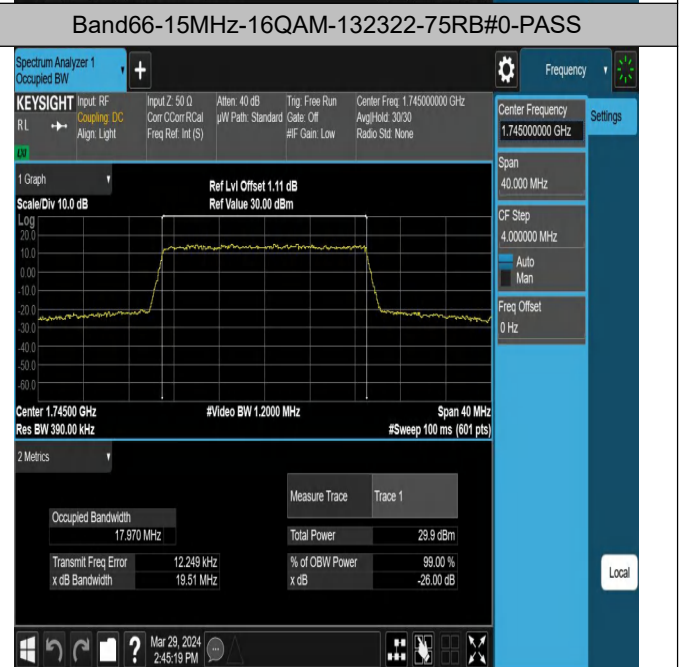 Band66-15MHz-16QAM-132322-75RB#0-PASS
Spectrum Analyzer 1
Occupied BW
+
Frequency
KEYSIGHT
RL
LXI
Input: RF
Coupling: DC
Align: Light
Input Z: 50 Ω
Corr CCorr RCal
Freq Ref: Int (S)
Atten: 40 dB
µW Path: Standard
Trig: Free Run
Gate: Off
#IF Gain: Low
Center Freq: 1.745000000 GHz
Avg|Hold: 30/30
Radio Std: None
Center Frequency
1.745000000 GHz
Settings
Span
40.000 MHz
CF Step
4.000000 MHz
Auto
Man
Freq Offset
0 Hz
Local
1 Graph
Scale/Div 10.0 dB
Ref Lvl Offset 1.11 dB
Ref Value 30.00 dBm
Log
20.0
10.0
0.00
-10.0
-20.0
-30.0
-40.0
-50.0
-60.0
Center 1.74500 GHz
Res BW 390.00 kHz
#Video BW 1.2000 MHz
Span 40 MHz
#Sweep 100 ms (601 pts)
2 Metrics
Occupied Bandwidth
17.970 MHz
Transmit Freq Error 12.249 kHz
x dB Bandwidth 19.51 MHz
Measure Trace Trace 1
Total Power 29.9 dBm
% of OBW Power 99.00 %
x dB -26.00 dB
?
Mar 29, 2024
2:45:19 PM